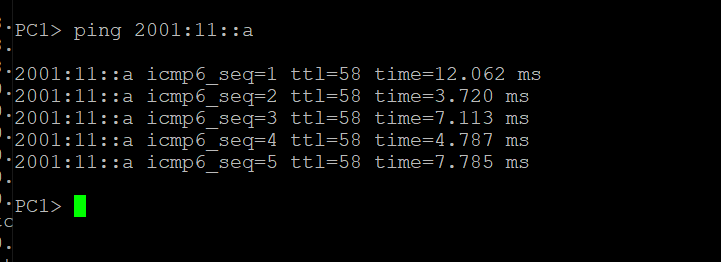 PC1> ping 2001:11::a
2001:11::a icmp6_seq=1 ttl=58 time=12.062 ms
2001:11::a icmp6_seq=2 ttl=58 time=3.720 ms
2001:11::a icmp6_seq=3 ttl=58 time=7.113 ms
2001:11::a icmp6_seq=4 ttl=58 time=4.787 ms
2001:11::a icmp6_seq=5 ttl=58 time=7.785 ms
PC1>